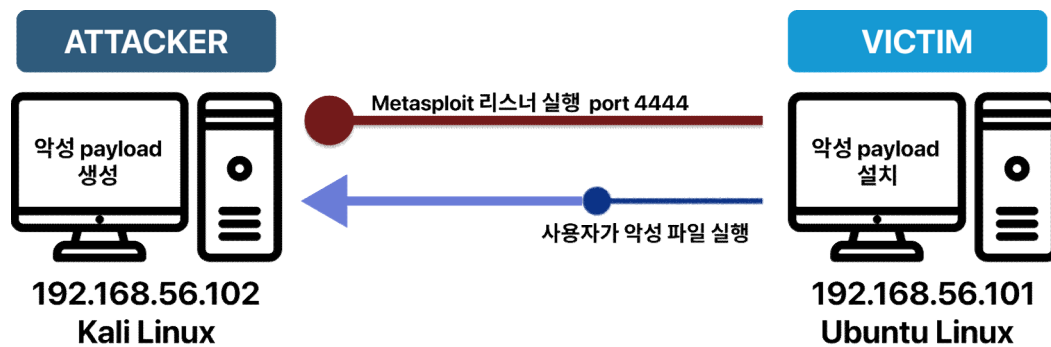 ATTACKER
VICTIM
Metasploit 리스너 실행 port 4444
악성 payload
생성
악성 payload
설치
사용자가 악성 파일 실행
192.168.56.102
Kali Linux
192.168.56.101
Ubuntu Linux